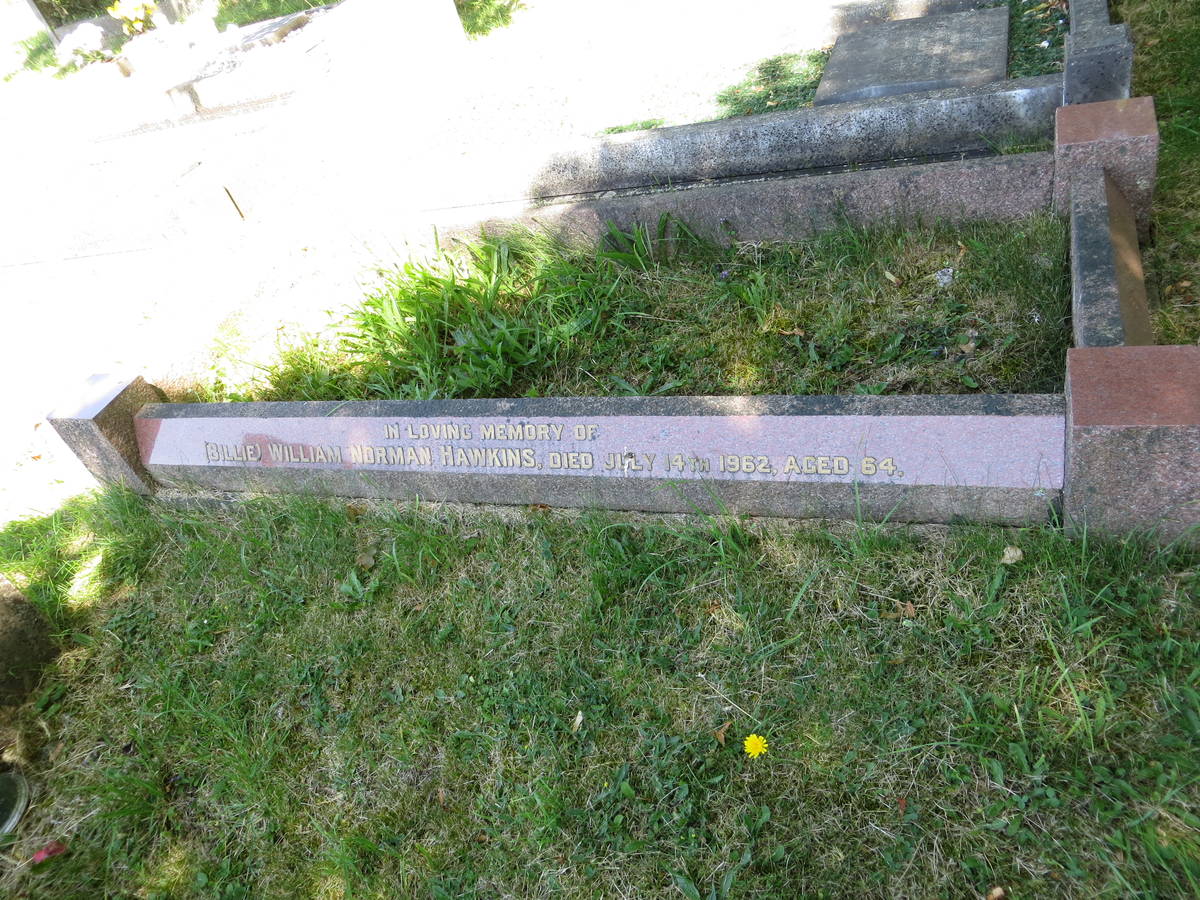 IN LOVING MEMORY OF
(BILLIE) WILLIAM NORMAN HAWKINS, DIED JULY 14TH 1962, AGED 64.